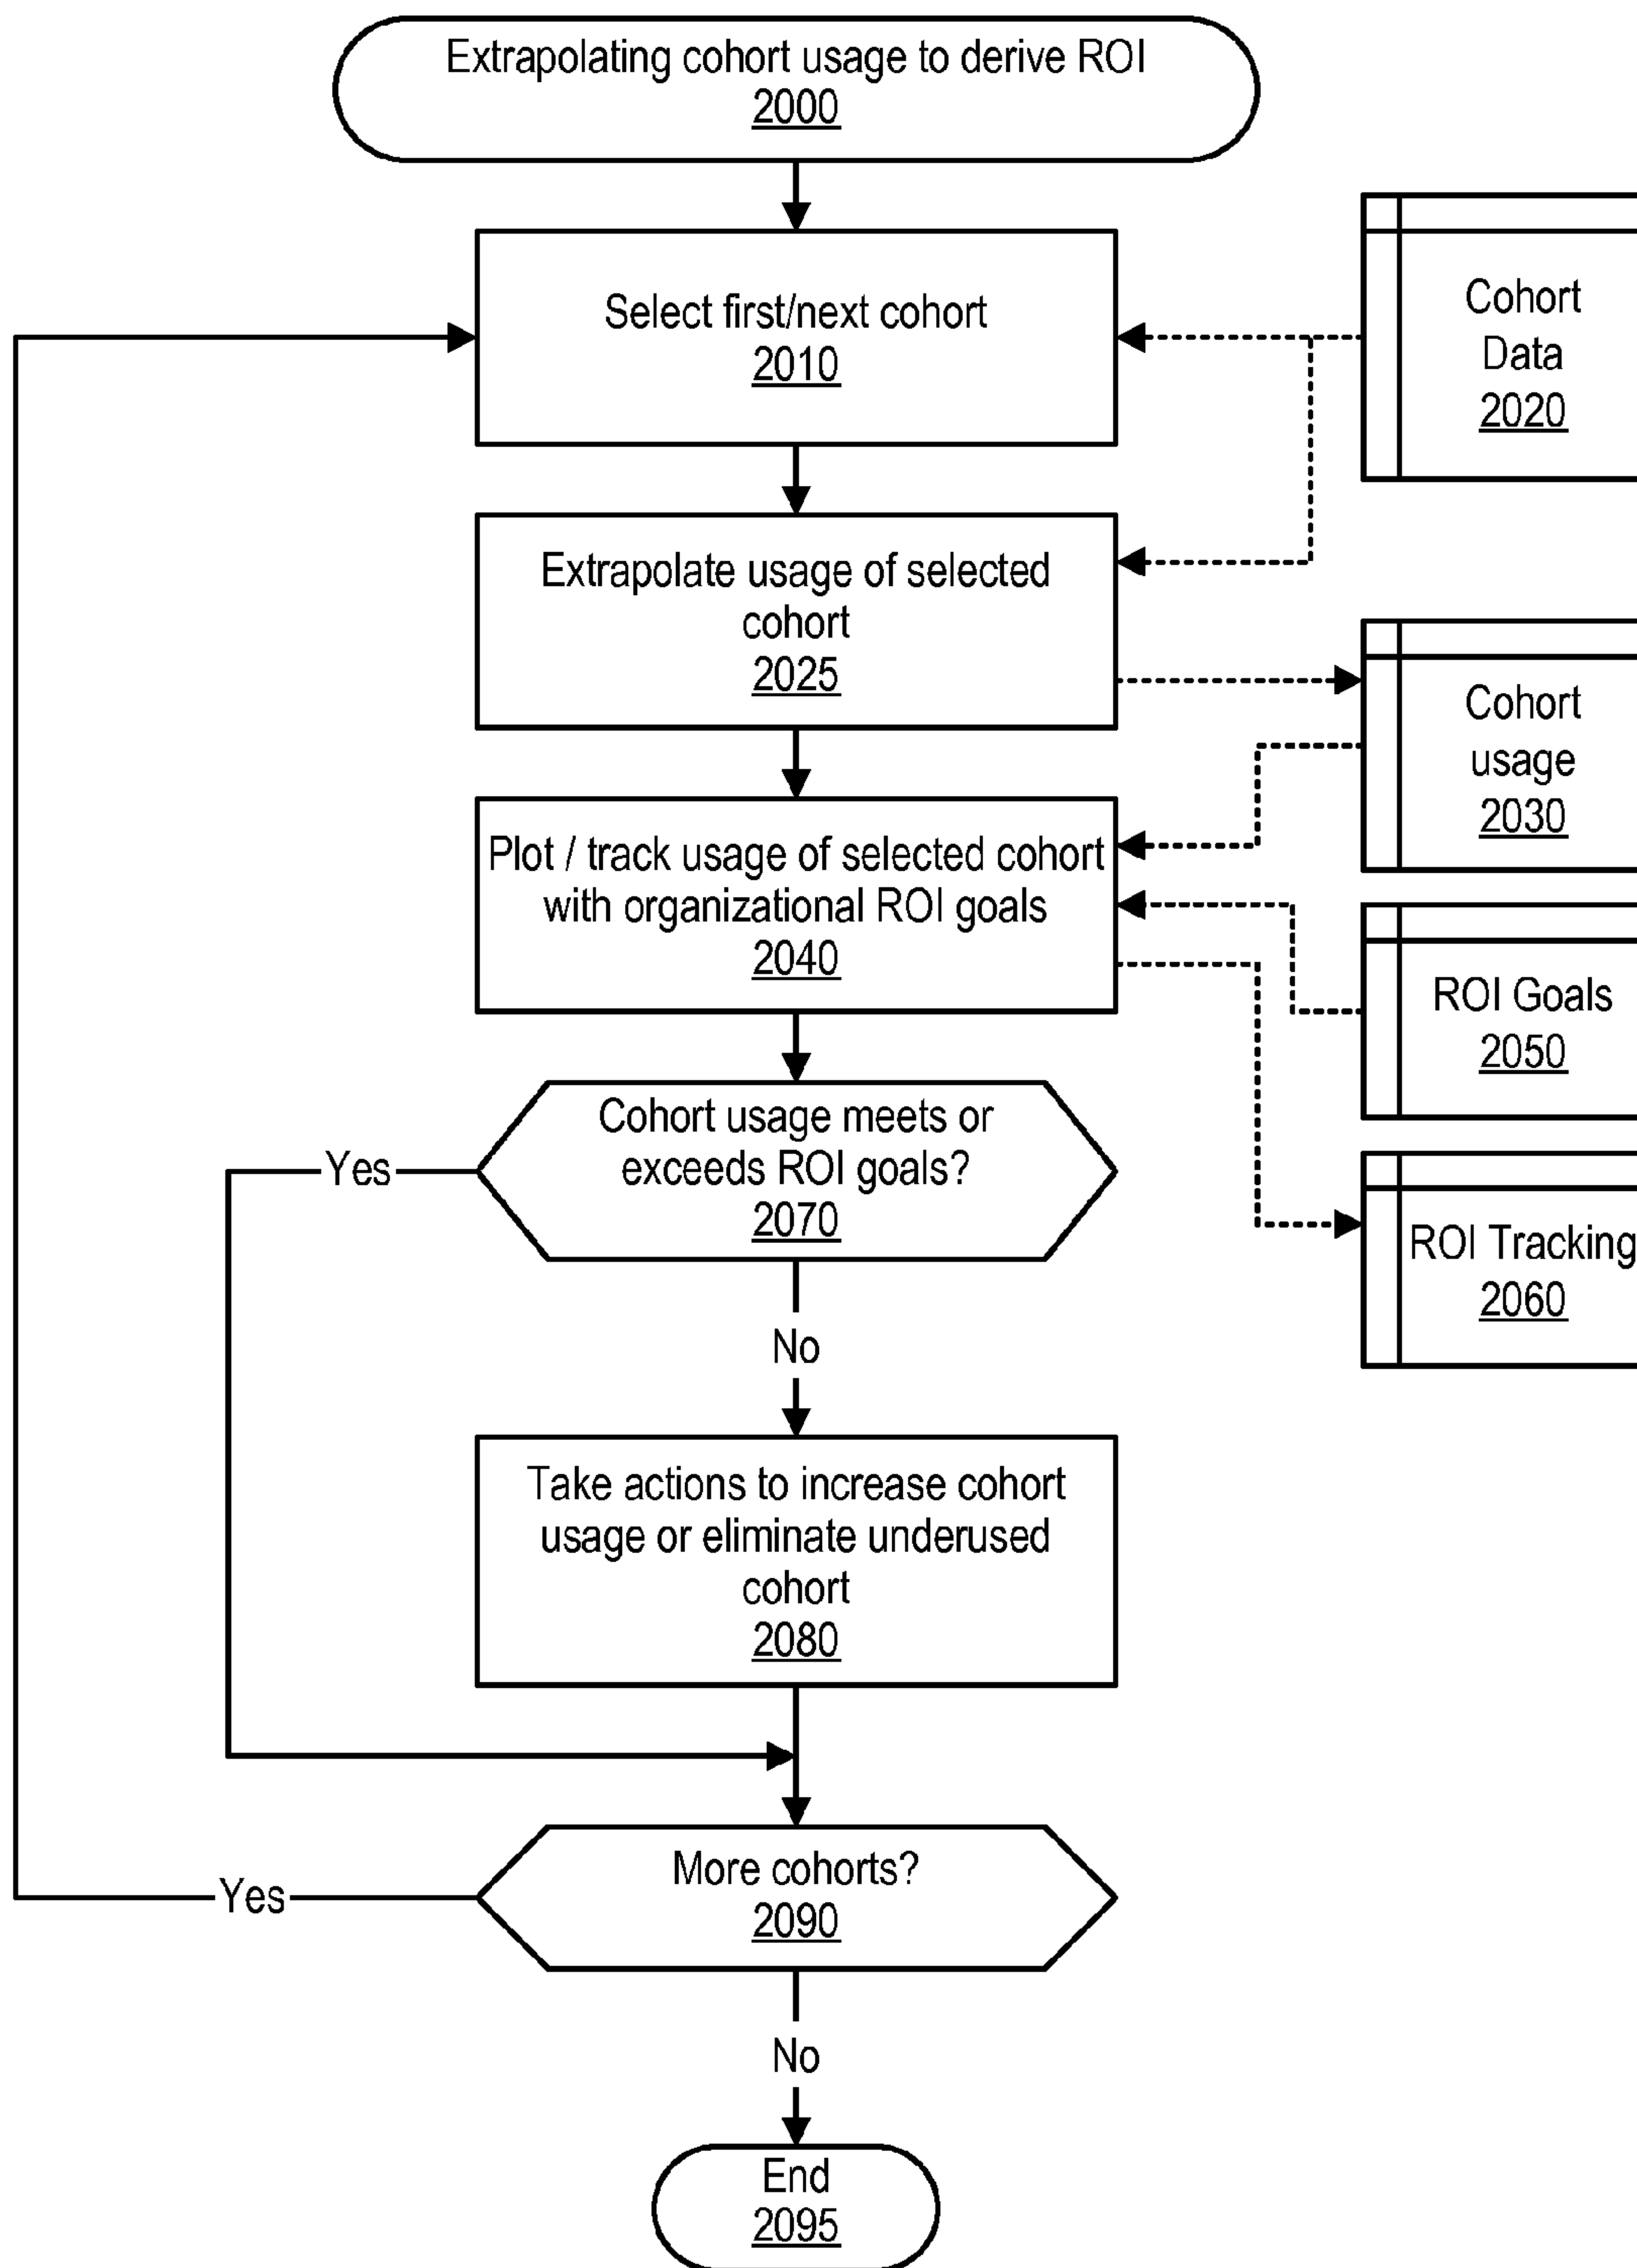 Extrapolating cohort usage to derive ROI
2000
Select first/next cohort
2010
Cohort
Data
2020
Extrapolate usage of selected
cohort
2025
Cohort
usage
2030
Plot / track usage of selected cohort
with organizational ROI goals
2040
ROI Goals
2050
Cohort usage meets or
exceeds ROI goals?
2070
Yes
ROI Tracking
2060
No
Take actions to increase cohort
usage or eliminate underused
cohort
2080
More cohorts?
2090
Yes
No
End
2095